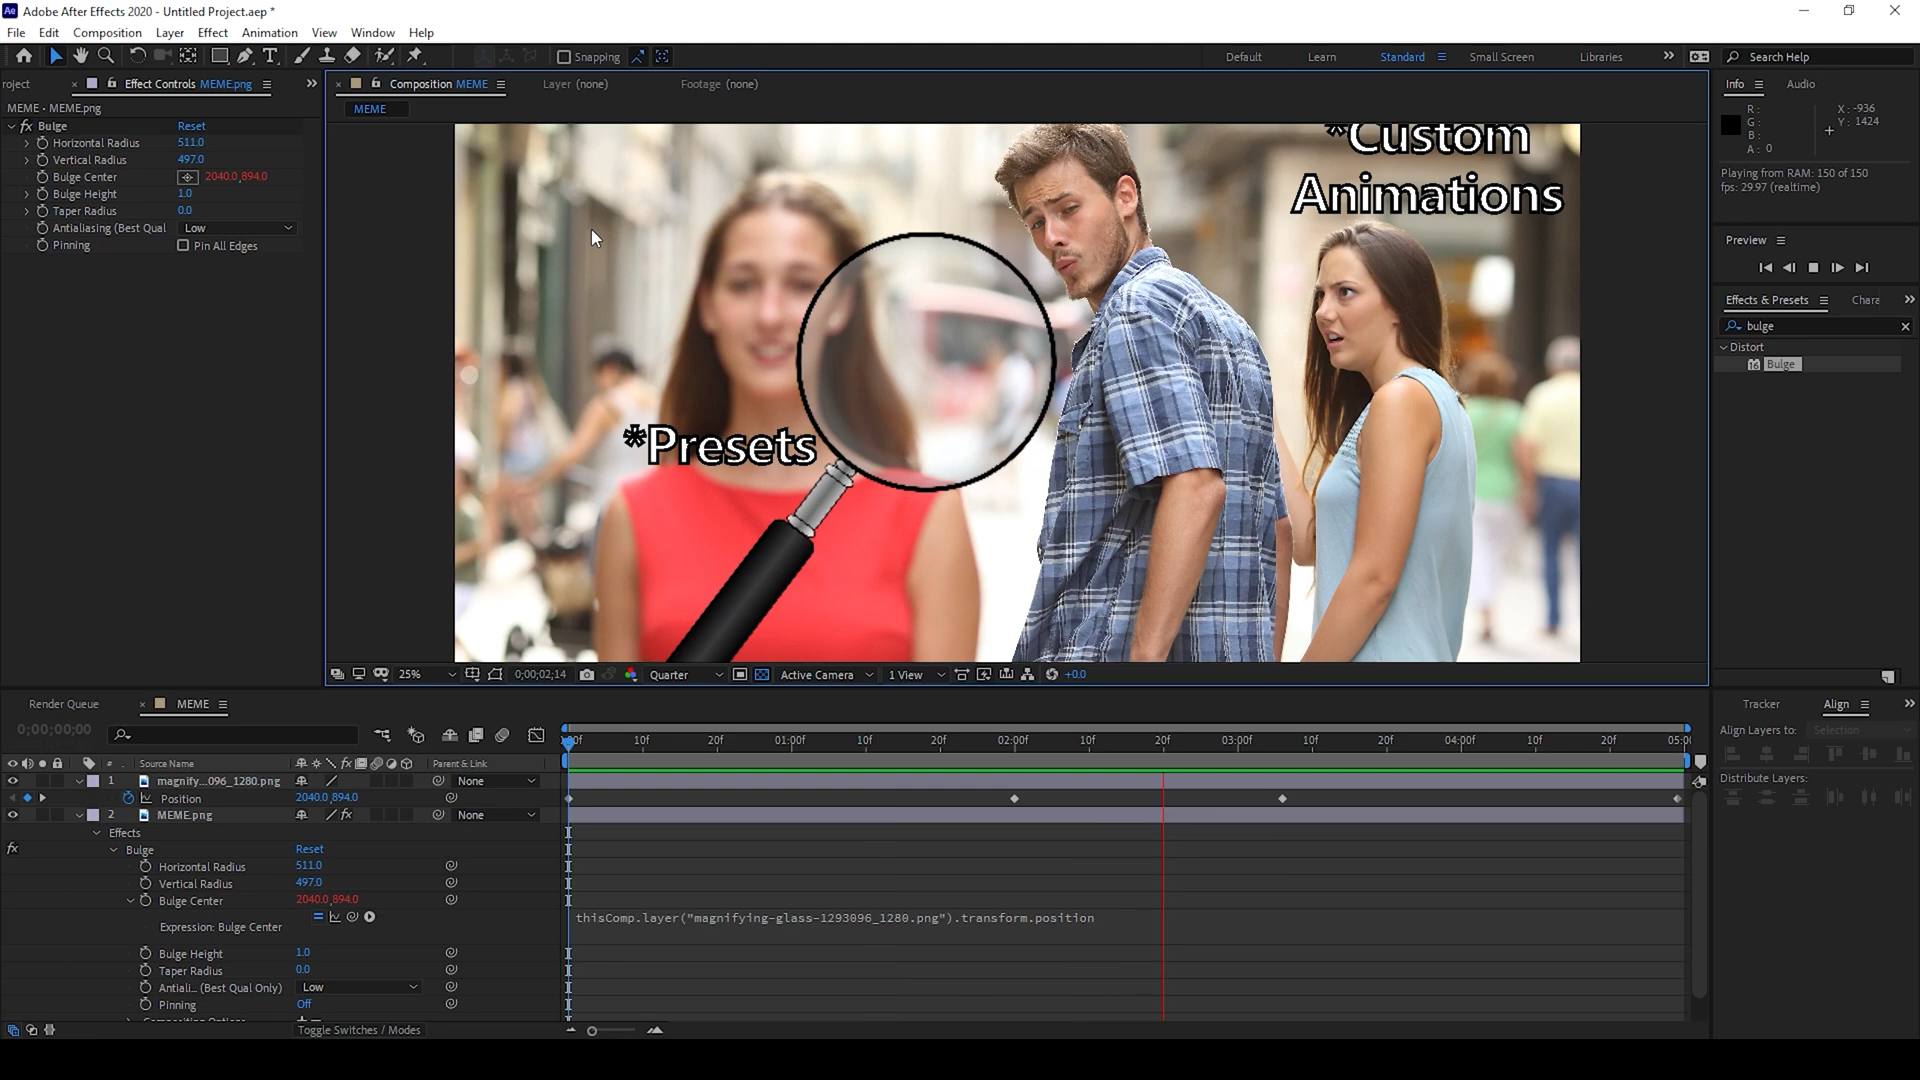 Adobe After Effects 2020 - Untitled Project.aep *
File Edit Composition Layer Effect Animation View Window Help
Snapping
Default Learn Standard Small Screen Libraries
Search Help
roject Effect Controls MEME.png
Composition MEME
Layer (none)
Footage (none)
Info Audio
MEME • MEME.png
MEME
fx Bulge Reset
Horizontal Radius 511.0
Vertical Radius 497.0
Bulge Center 2040.0,894.0
Bulge Height 1.0
Taper Radius 0.0
Antialiasing (Best Qual Low
Pinning Pin All Edges
R :
G :
B :
A : 0
X : -936
Y : 1424
Playing from RAM: 150 of 150
fps: 29.97 (realtime)
Preview
Effects & Presets Chara
bulge
Distort
Bulge
*Custom
Animations
*Presets
25% 0;00;02;14 Quarter Active Camera 1 View +0.0
Render Queue MEME
Tracker Align
Align Layers to: Selection
Distribute Layers:
0;00;00;00
10f 20f 01:00f 10f 20f 02:00f 10f 20f 03:00f 10f 20f 04:00f 10f 20f 05:00
# Source Name Parent & Link
1 magnify...096_1280.png None
Position 2040.0,894.0
2 MEME.png fx None
Effects
fx Bulge Reset
Horizontal Radius 511.0
Vertical Radius 497.0
Bulge Center 2040.0,894.0
Expression: Bulge Center
thisComp.layer("magnifying-glass-1293096_1280.png").transform.position
Bulge Height 1.0
Taper Radius 0.0
Antiali... (Best Qual Only) Low
Pinning Off
Toggle Switches / Modes